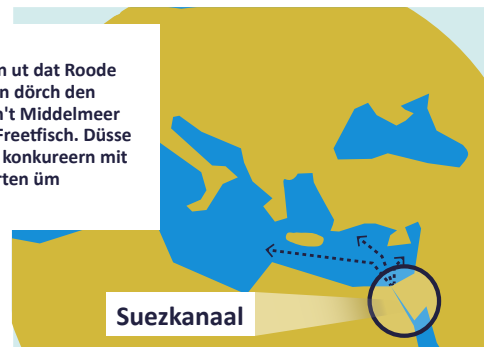 n ut dat Roode
n dörch den
n't Middelmeer
Freetfisch. Düsse
konkureern mit
rten üm
Suezkanaal